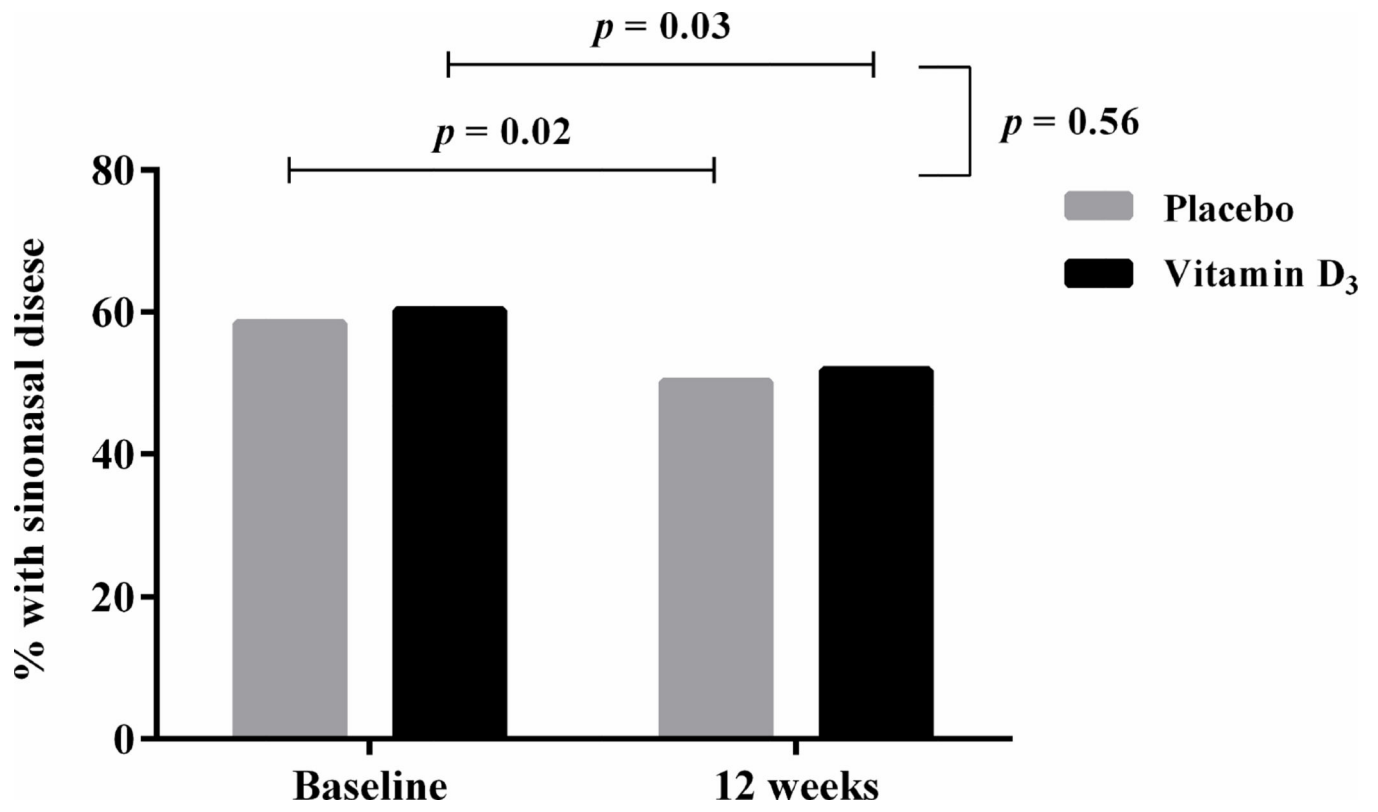 p = 0.03
p = 0.02
p = 0.56
80
60
40
20
0
% with sinonasal disese
Placebo
Vitamin D₃
Baseline
12 weeks